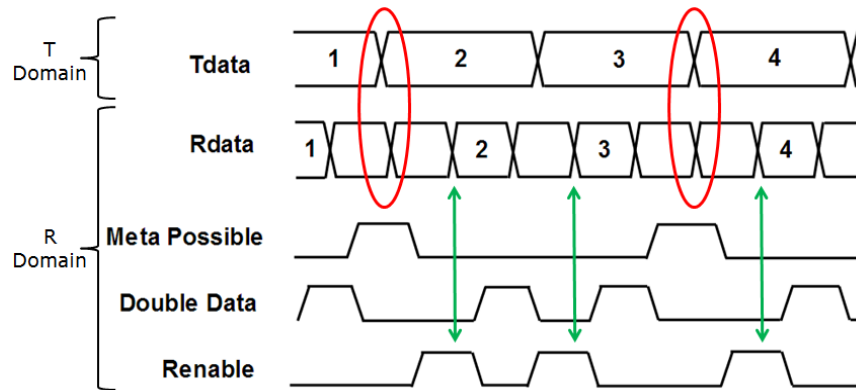 T
Domain
Tdata
1 2 3 4
R
Domain
Rdata
1 2 3 4
Meta Possible
Double Data
Renable